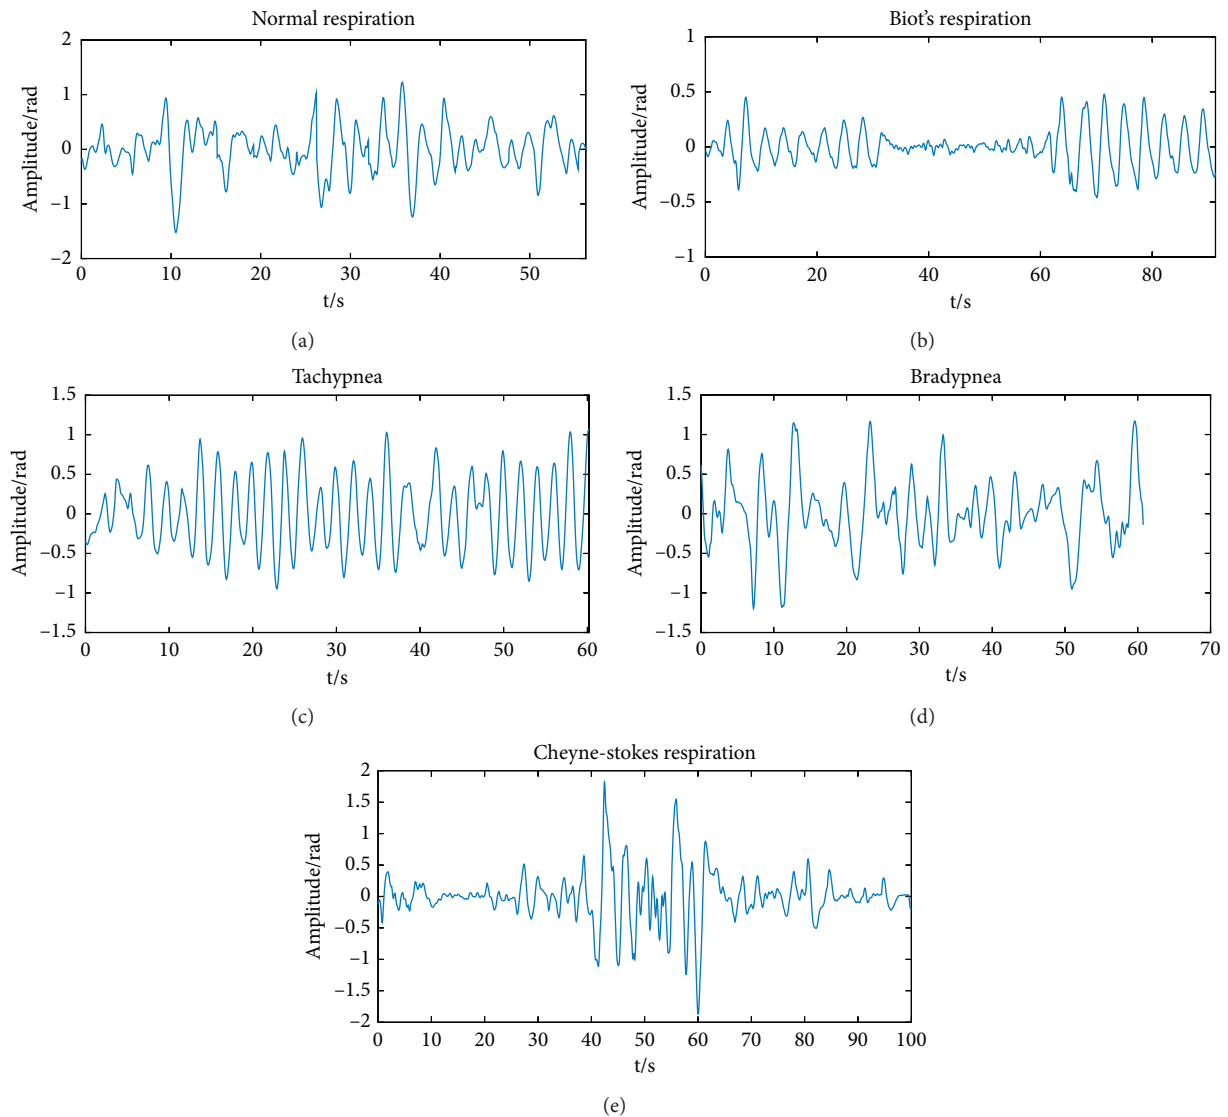 Normal respiration
2
1
0
–1
–2
Amplitude/rad
0 10 20 30 40 50
t/s
(a)
Biot's respiration
1
0.5
0
–0.5
–1
Amplitude/rad
0 20 40 60 80
t/s
(b)
Tachypnea
1.5
1
0.5
0
–0.5
–1
–1.5
Amplitude/rad
0 10 20 30 40 50 60
t/s
(c)
Bradypnea
1.5
1
0.5
0
–0.5
–1
–1.5
Amplitude/rad
0 10 20 30 40 50 60 70
t/s
(d)
Cheyne-stokes respiration
2
1.5
1
0.5
0
–0.5
–1
–1.5
–2
Amplitude/rad
0 10 20 30 40 50 60 70 80 90 100
t/s
(e)